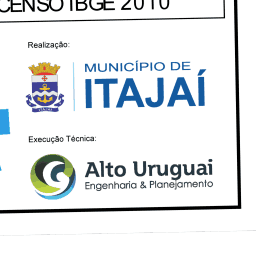 CENSO IBGE 2010
Realização:
MUNICÍPIO DE
ITAJAÍ
Execução Técnica:
Alto Uruguai
Engenharia & Planejamento